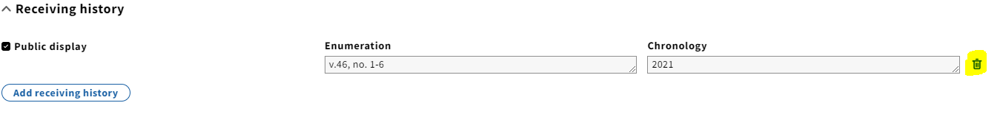 Receiving history
Public display
Enumeration
Chronology
v.46, no. 1-6
2021
Add receiving history